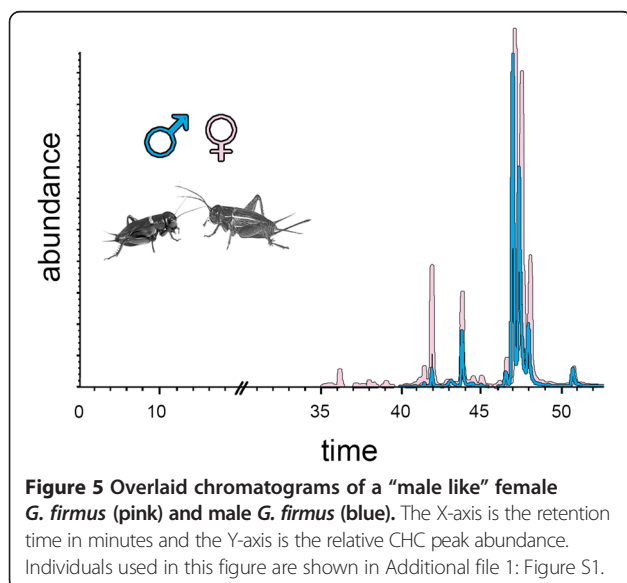 abundance
0 10 35 40 45 50
time
Figure 5 Overlaid chromatograms of a “male like” female
G. firmus (pink) and male G. firmus (blue). The X-axis is the retention
time in minutes and the Y-axis is the relative CHC peak abundance.
Individuals used in this figure are shown in Additional file 1: Figure S1.